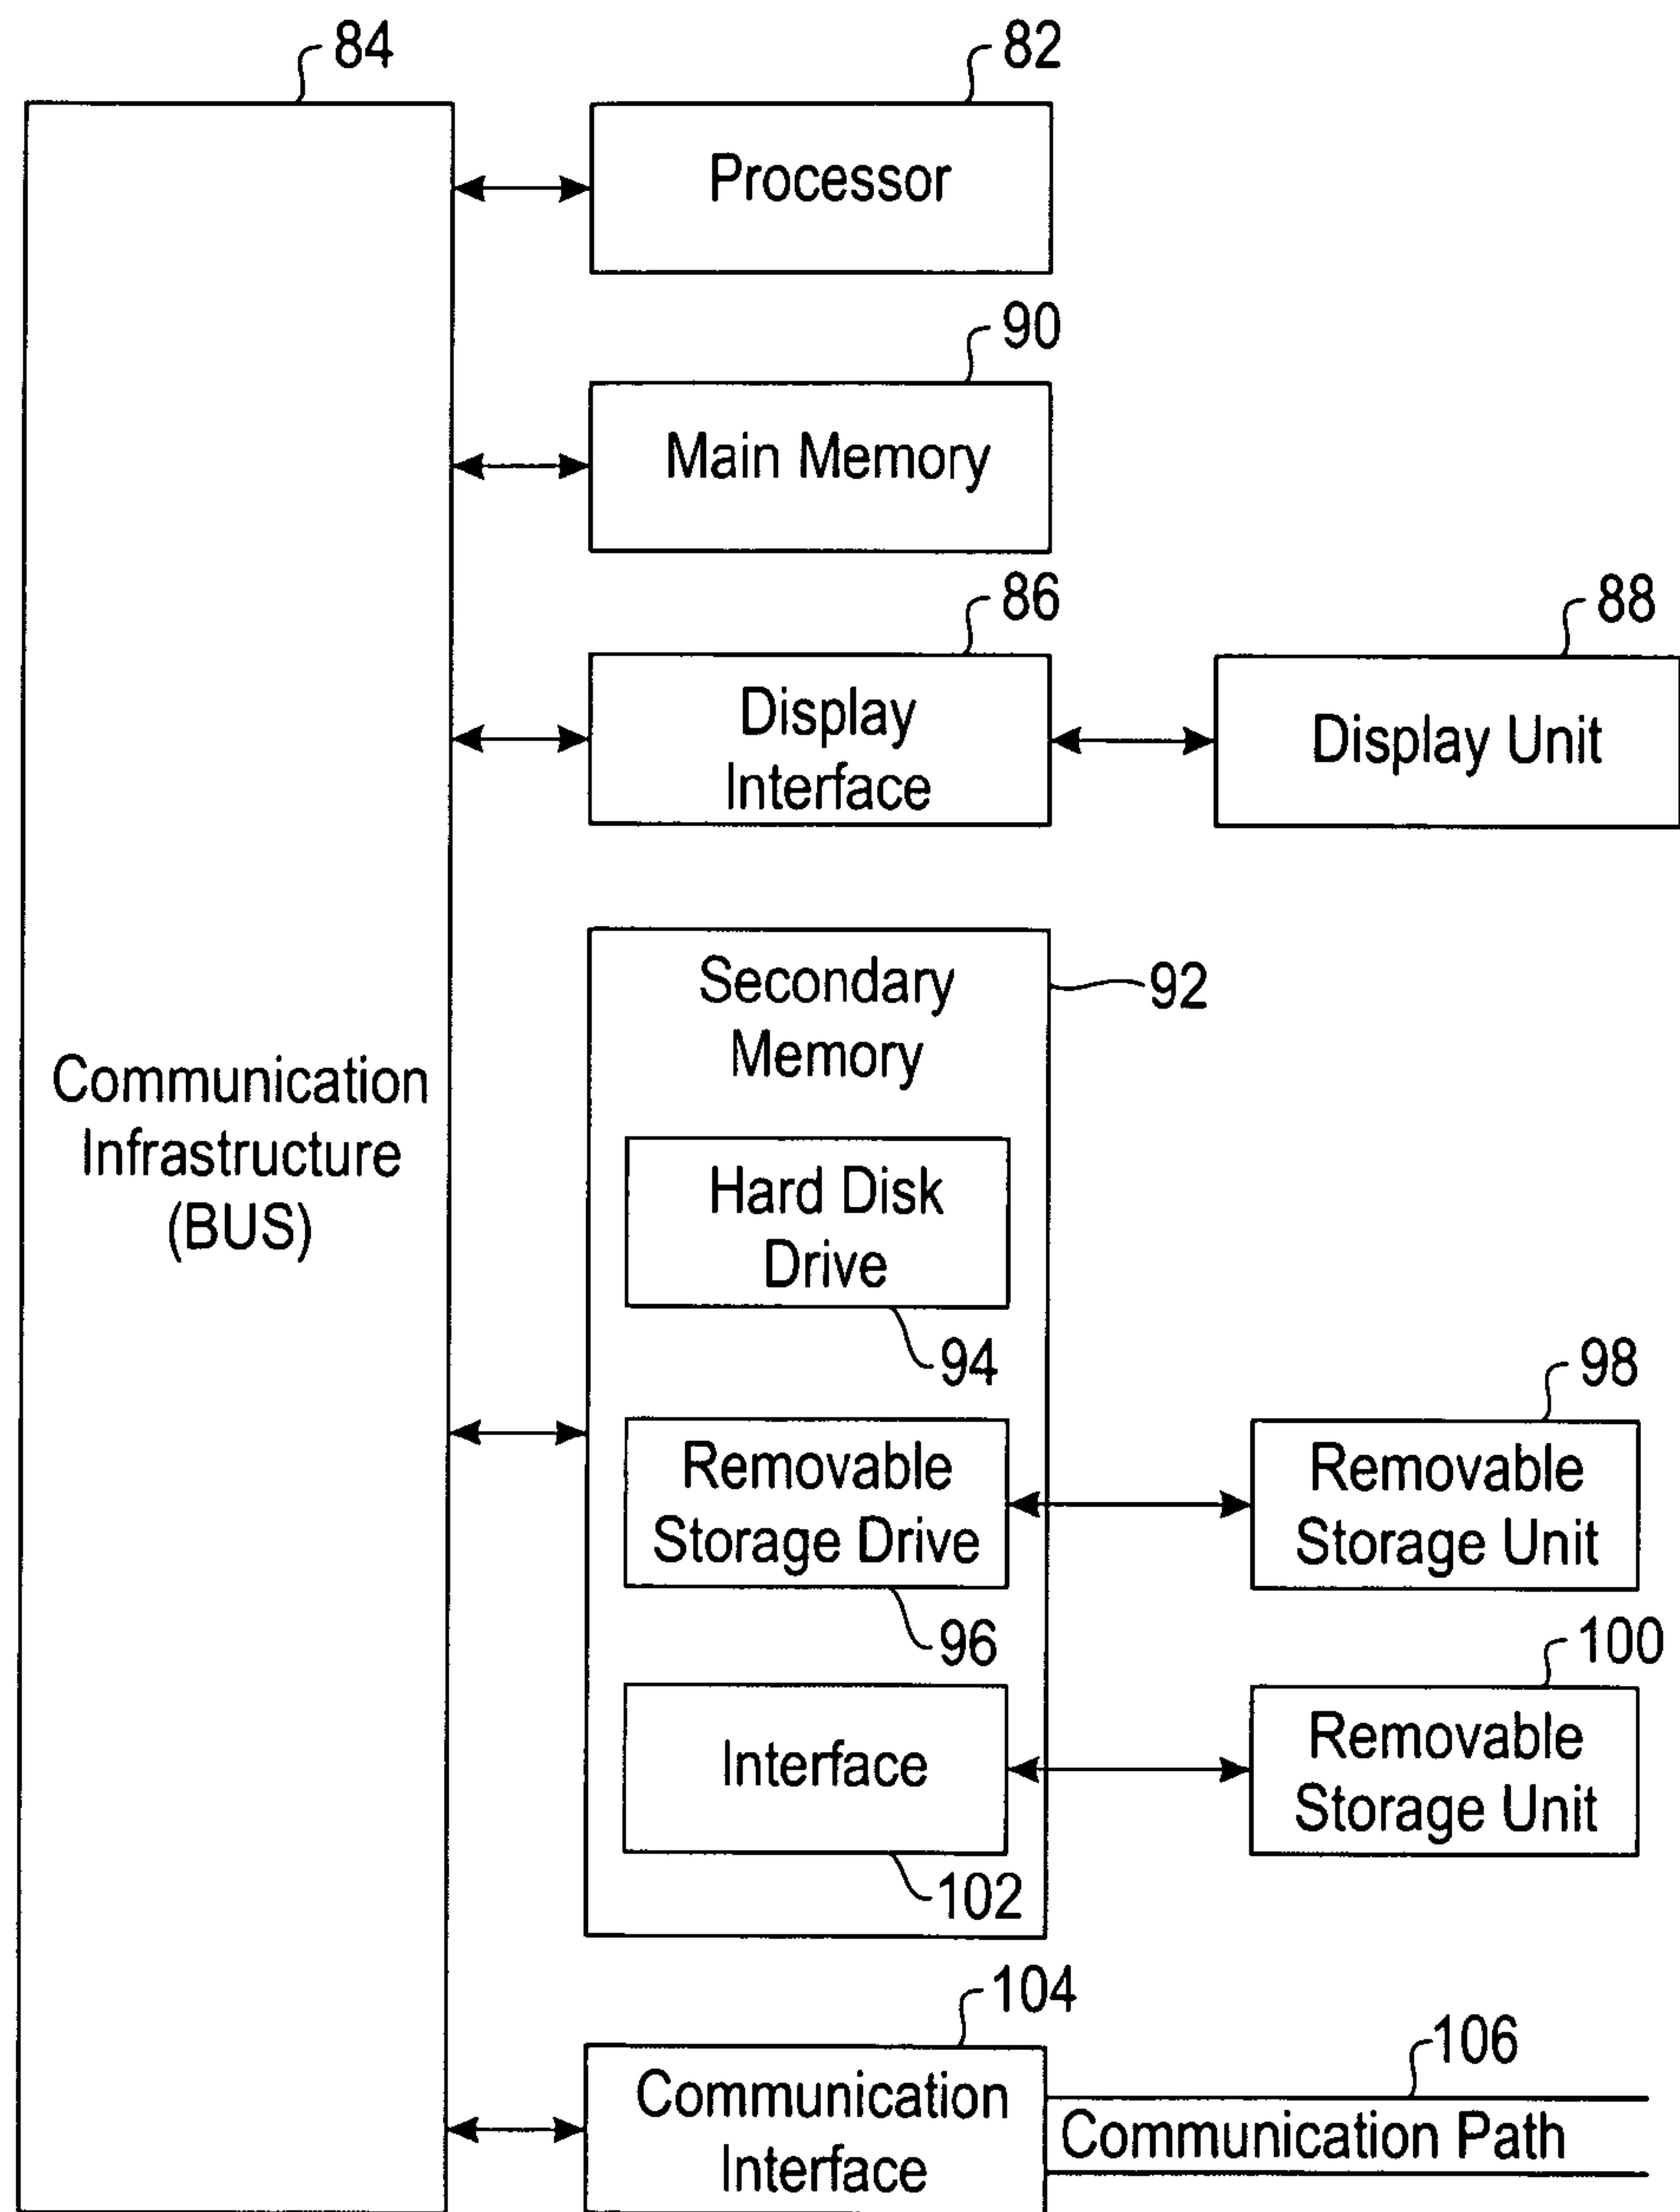 84
82
Processor
90
Main Memory
86
88
Display
Interface
Display Unit
Secondary
Memory
92
Communication
Infrastructure
(BUS)
Hard Disk
Drive
94
98
Removable
Storage Drive
Removable
Storage Unit
96
100
Interface
Removable
Storage Unit
102
104
106
Communication
Interface
Communication Path